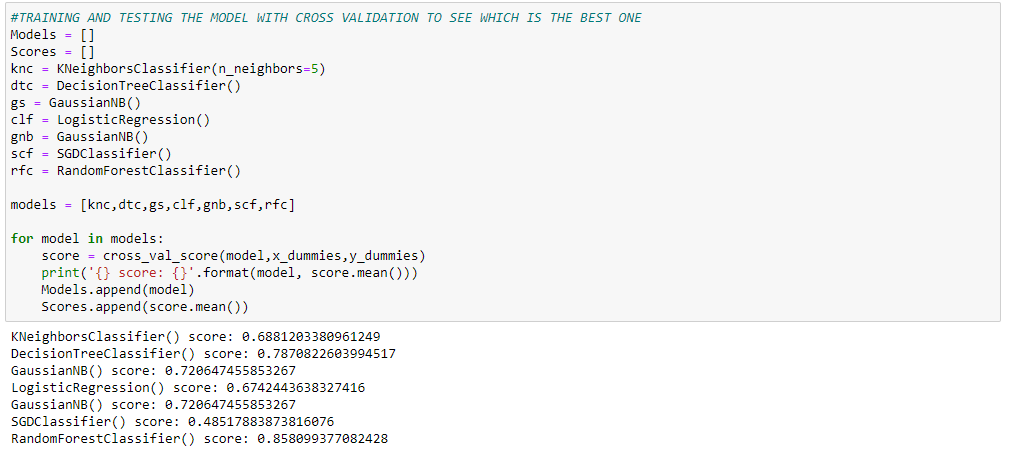 #TRAINING AND TESTING THE MODEL WITH CROSS VALIDATION TO SEE WHICH IS THE BEST ONE
Models = []
Scores = []
knc = KNeighborsClassifier(n_neighbors=5)
dtc = DecisionTreeClassifier()
gs = GaussianNB()
clf = LogisticRegression()
gnb = GaussianNB()
scf = SGDClassifier()
rfc = RandomForestClassifier()

models = [knc,dtc,gs,clf,gnb,scf,rfc]

for model in models:
    score = cross_val_score(model,x_dummies,y_dummies)
    print('{} score: {}'.format(model, score.mean()))
    Models.append(model)
    Scores.append(score.mean())
KNeighborsClassifier() score: 0.6881203380961249
DecisionTreeClassifier() score: 0.7870822603994517
GaussianNB() score: 0.720647455853267
LogisticRegression() score: 0.6742443638327416
GaussianNB() score: 0.720647455853267
SGDClassifier() score: 0.48517883873816076
RandomForestClassifier() score: 0.858099377082428